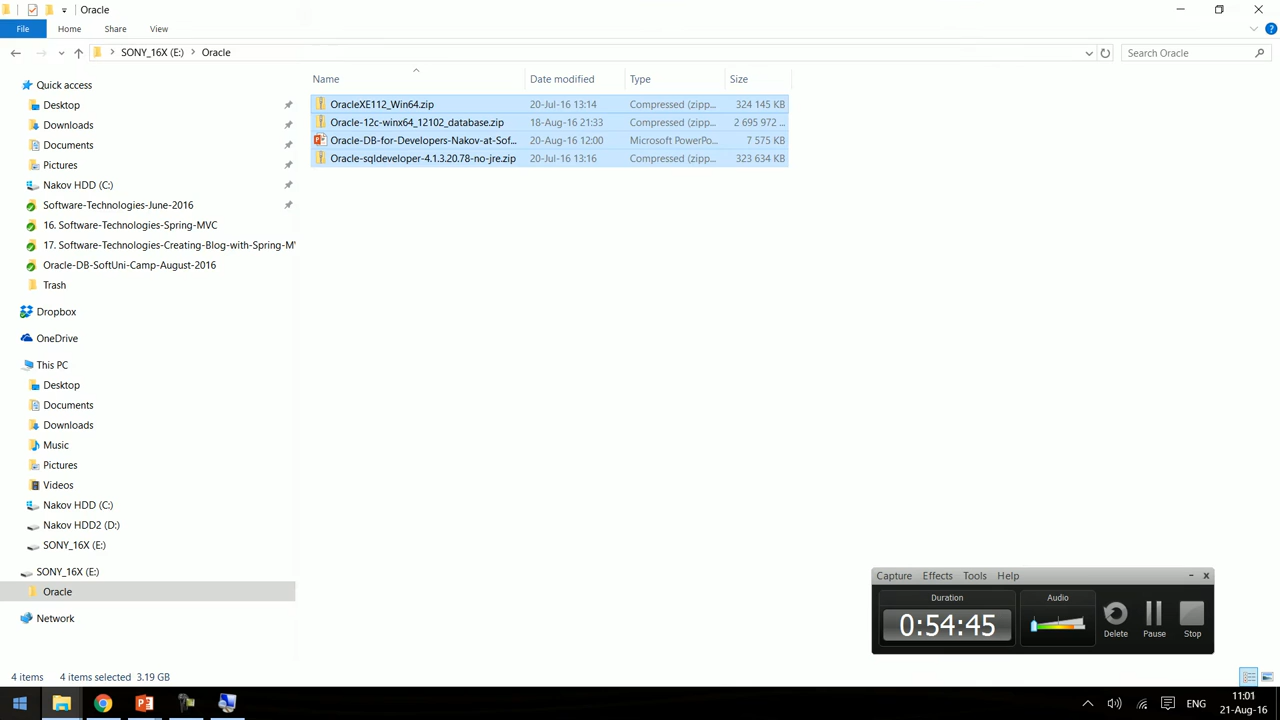 Oracle
File Home Share View
SONY_16X (E:) Oracle Search Oracle
Name Date modified Type Size
OracleXE112_Win64.zip 20-Jul-16 13:14 Compressed (zipp... 324 145 KB
Oracle-12c-winx64_12102_database.zip 18-Aug-16 21:33 Compressed (zipp... 2 695 972 ...
Oracle-DB-for-Developers-Nakov-at-Sof... 20-Aug-16 12:00 Microsoft PowerPo... 7 575 KB
Oracle-sqldeveloper-4.1.3.20.78-no-jre.zip 20-Jul-16 13:16 Compressed (zipp... 323 634 KB
Quick access
Desktop
Downloads
Documents
Pictures
Nakov HDD (C:)
Software-Technologies-June-2016
16. Software-Technologies-Spring-MVC
17. Software-Technologies-Creating-Blog-with-Spring-MV
Oracle-DB-SoftUni-Camp-August-2016
Trash
Dropbox
OneDrive
This PC
Desktop
Documents
Downloads
Music
Pictures
Videos
Nakov HDD (C:)
Nakov HDD2 (D:)
SONY_16X (E:)
SONY_16X (E:)
Oracle
Network
Capture Effects Tools Help
Duration Audio
0:54:45
Delete Pause Stop
4 items 4 items selected 3.19 GB
ENG
11:01
21-Aug-16